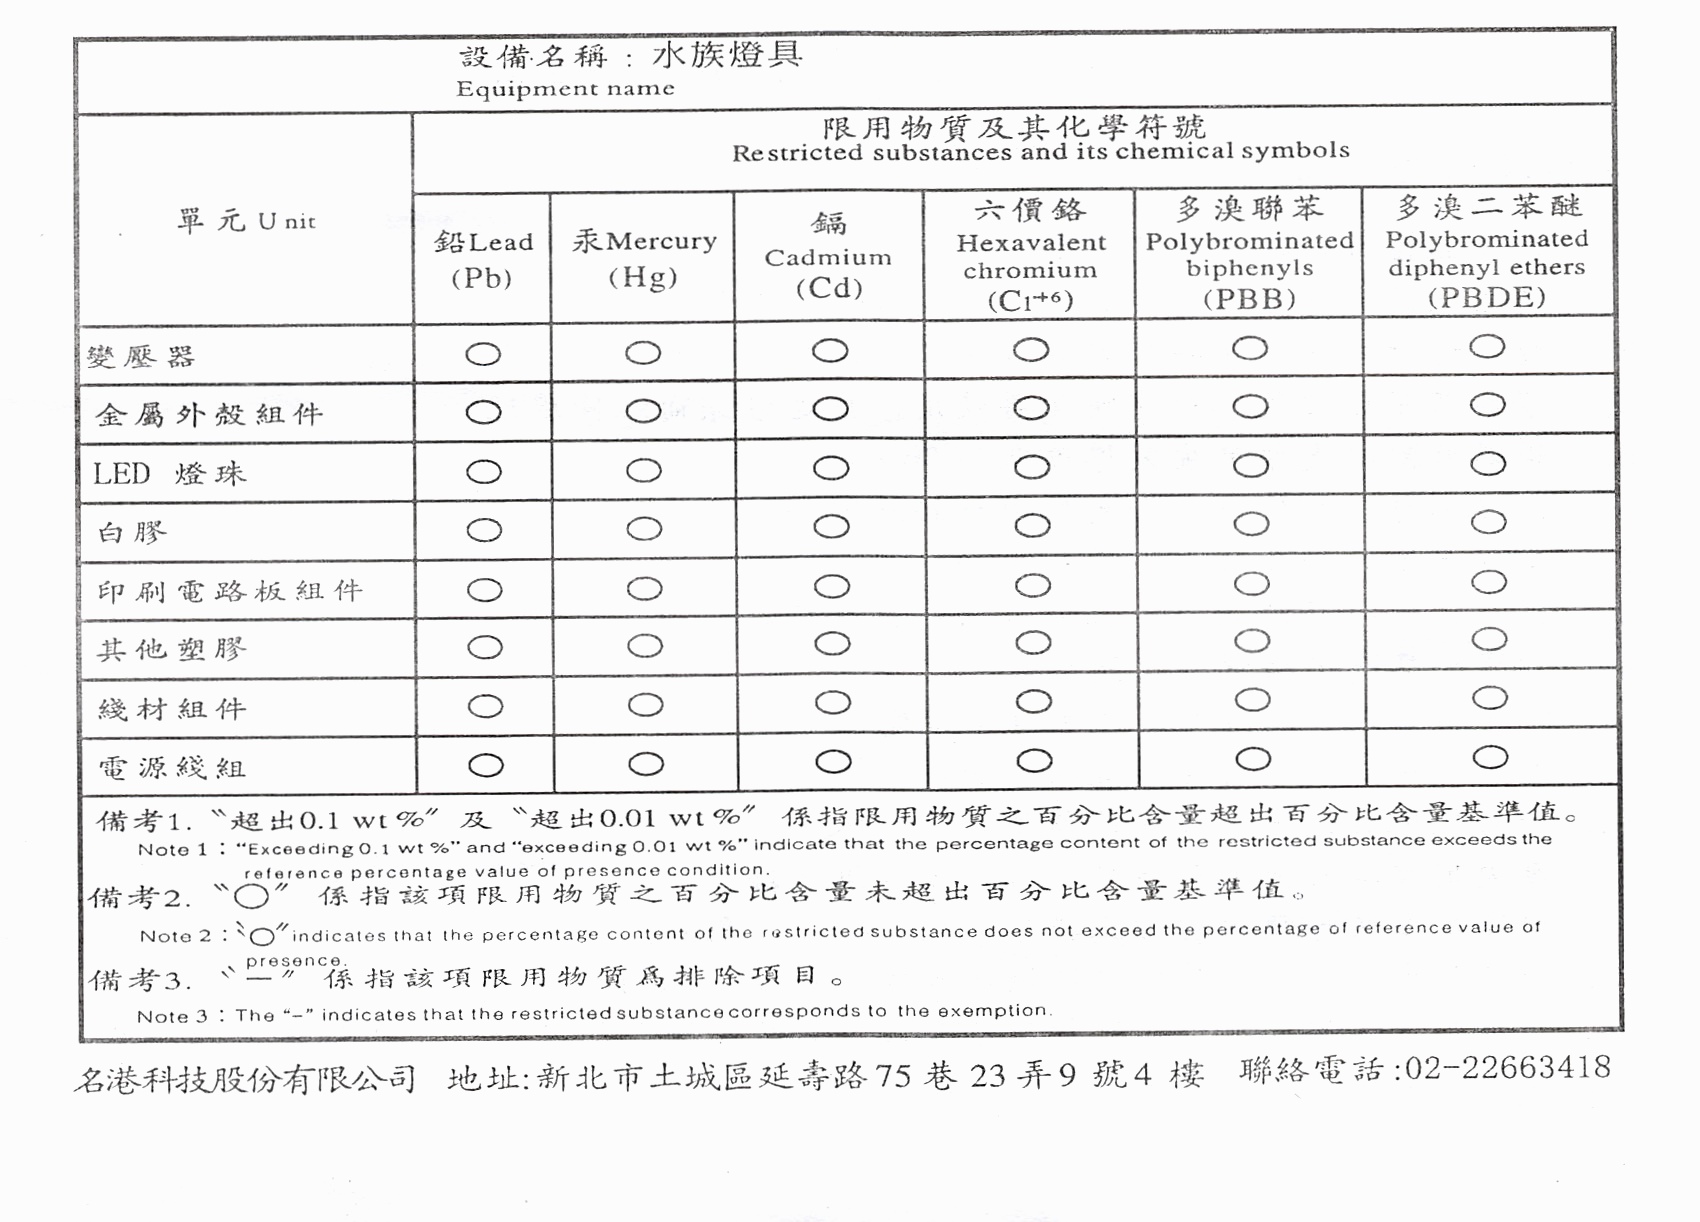 設備名稱：水族燈具
Equipment name
限用物質及其化學符號
Restricted substances and its chemical symbols
單元 Unit
鉛Lead
(Pb)
汞Mercury
(Hg)
鎘
Cadmium
(Cd)
六價鉻
Hexavalent
chromium
(Cr+6)
多溴聯苯
Polybrominated
biphenyls
(PBB)
多溴二苯醚
Polybrominated
diphenyl ethers
(PBDE)
變壓器 ○ ○ ○ ○ ○ ○
金屬外殼組件 ○ ○ ○ ○ ○ ○
LED 燈珠 ○ ○ ○ ○ ○ ○
白膠 ○ ○ ○ ○ ○ ○
印刷電路板組件 ○ ○ ○ ○ ○ ○
其他塑膠 ○ ○ ○ ○ ○ ○
綫材組件 ○ ○ ○ ○ ○ ○
電源綫組 ○ ○ ○ ○ ○ ○
備考1. 〝超出0.1 wt %〞 及 〝超出0.01 wt %〞 係指限用物質之百分比含量超出百分比含量基準值。
Note 1：“Exceeding 0.1 wt %” and “exceeding 0.01 wt %” indicate that the percentage content of the restricted substance exceeds the
reference percentage value of presence condition.
備考2. 〝○〞 係指該項限用物質之百分比含量未超出百分比含量基準值。
Note 2：〝○〞indicates that the percentage content of the restricted substance does not exceed the percentage of reference value of
presence.
備考3. 〝—〞 係指該項限用物質爲排除項目。
Note 3：The “–” indicates that the restricted substance corresponds to the exemption.
名港科技股份有限公司 地址:新北市土城區延壽路75巷23弄9號4樓 聯絡電話:02-22663418